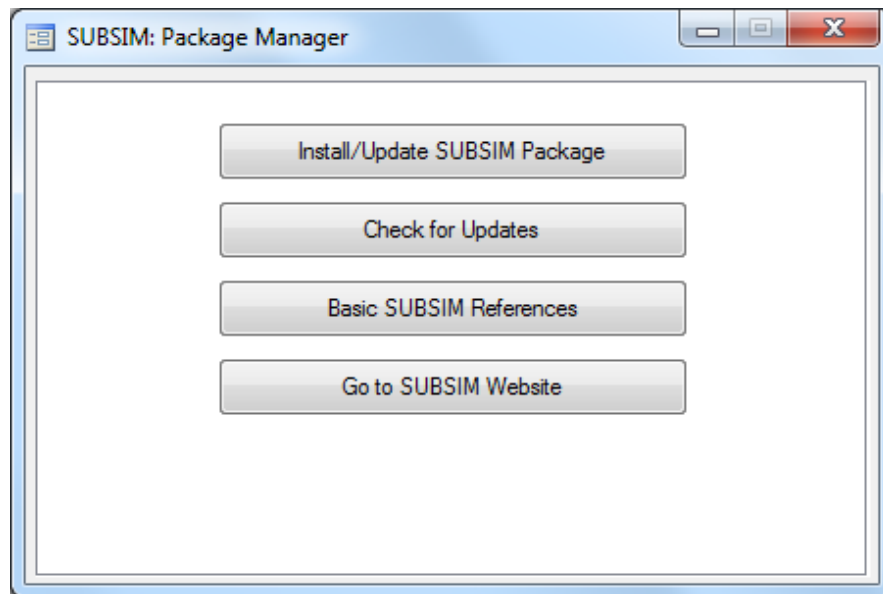 SUBSIM: Package Manager
Install/Update SUBSIM Package
Check for Updates
Basic SUBSIM References
Go to SUBSIM Website